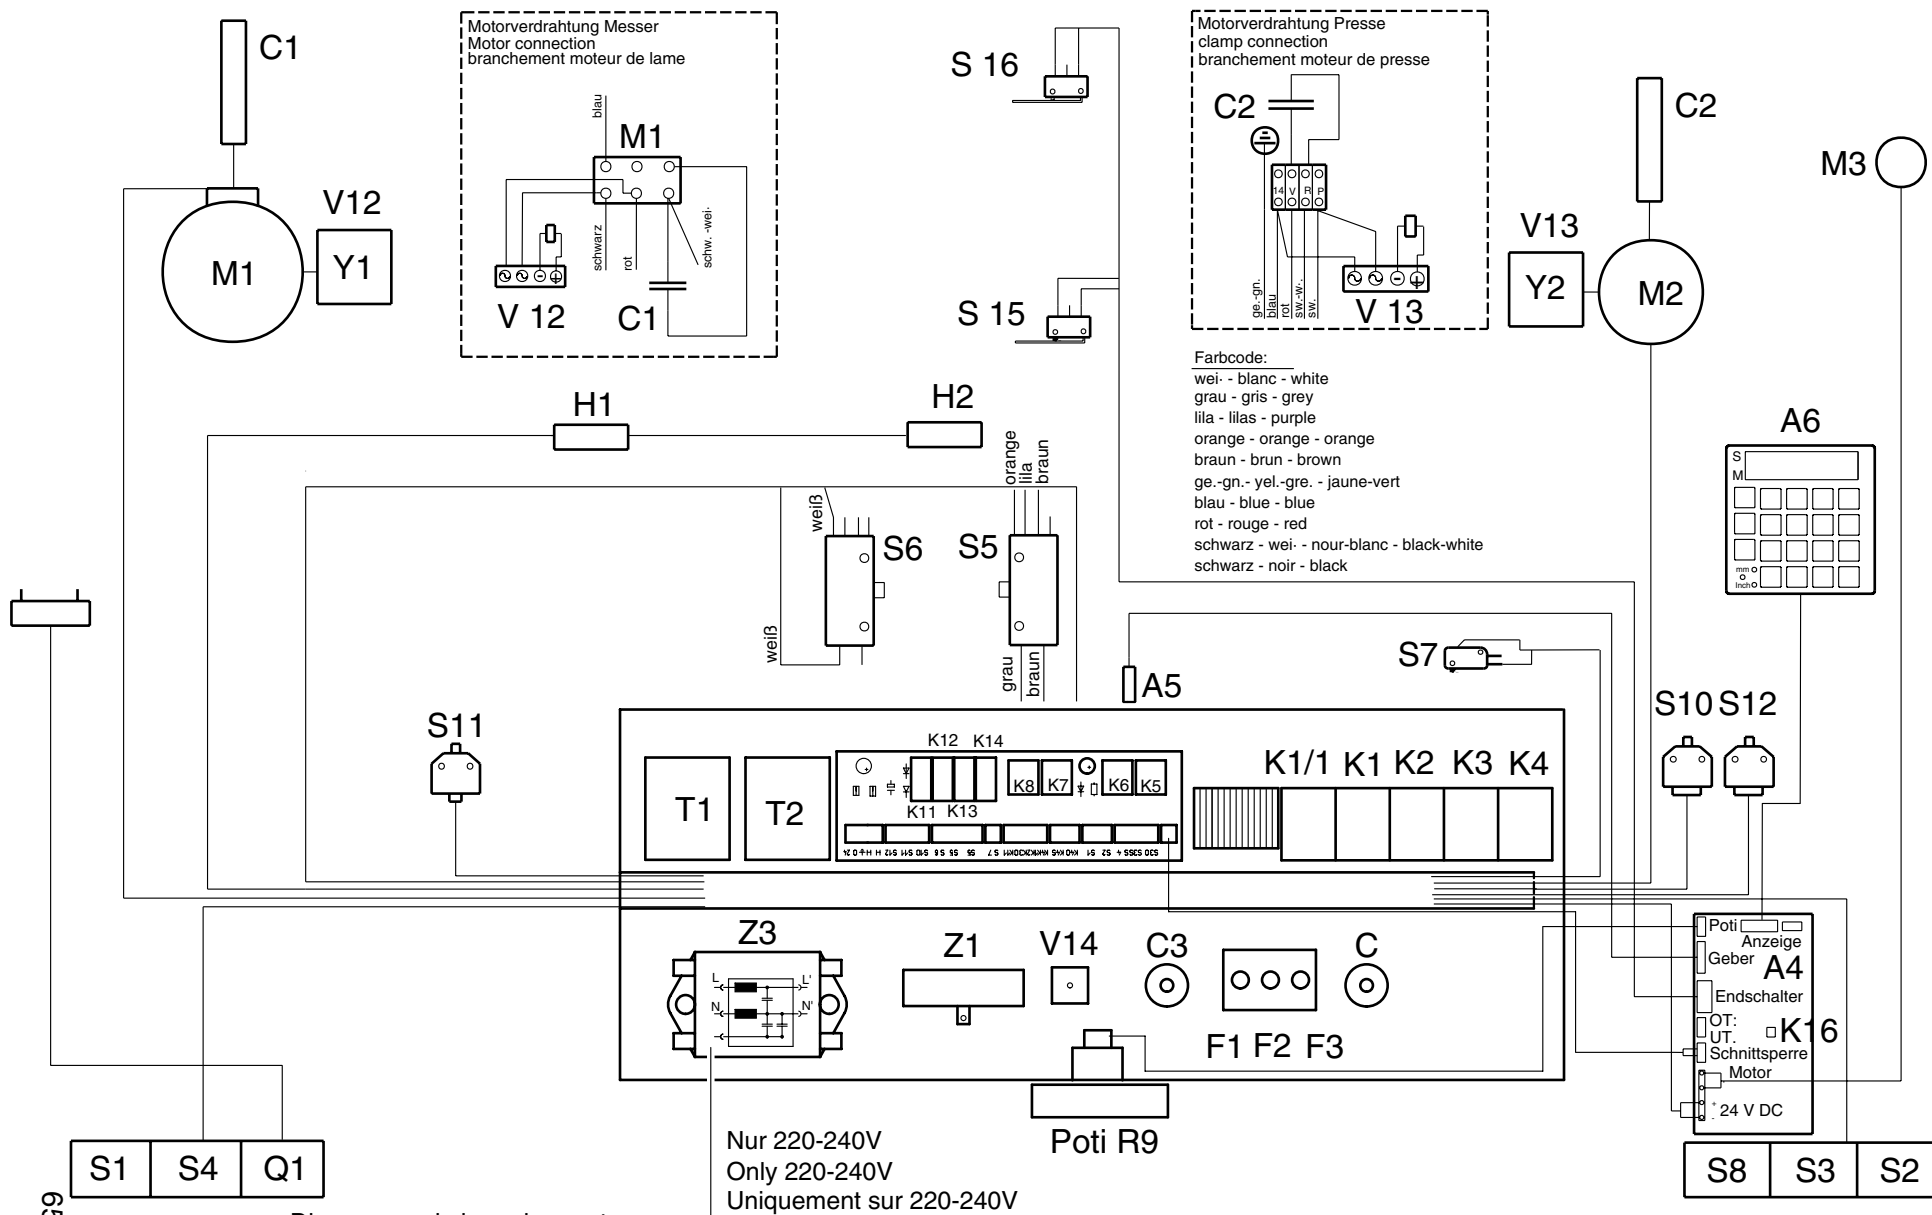 C1
Motorverdrahtung Messer
Motor connection
branchement moteur de lame
blau
M1
schwarz
rot
schw. -wei·
V 12
C1
S 16
S 15
Motorverdrahtung Presse
clamp connection
branchement moteur de presse
C2
14 V R P
ge.-gn.
blau
rot
sw.-w·.
sw.
V 13
C2
M3
V12
M1
Y1
V13
Y2
M2
Farbcode:
wei· - blanc - white
grau - gris - grey
lila - lilas - purple
orange - orange - orange
braun - brun - brown
ge.-gn.- yel.-gre. - jaune-vert
blau - blue - blue
rot - rouge - red
schwarz - wei· - nour-blanc - black-white
schwarz - noir - black
H1
H2
A6
S
M
mm
Inch
orange
lila
braun
weiß
S6
S5
weiß
grau
braun
A5
S7
S11
S10 S12
T1
T2
K12 K14
K8 K7 K6 K5
K11 K13
K1/1 K1 K2 K3 K4
Z3
L L'
N N'
Z1
V14
C3
C
F1 F2 F3
Poti
Anzeige
Geber
A4
Endschalter
OT:
UT.
K16
Schnittsperre
Motor
+ 24 V DC
-
Poti R9
S1 S4 Q1
Nur 220-240V
Only 220-240V
Uniquement sur 220-240V
S8 S3 S2